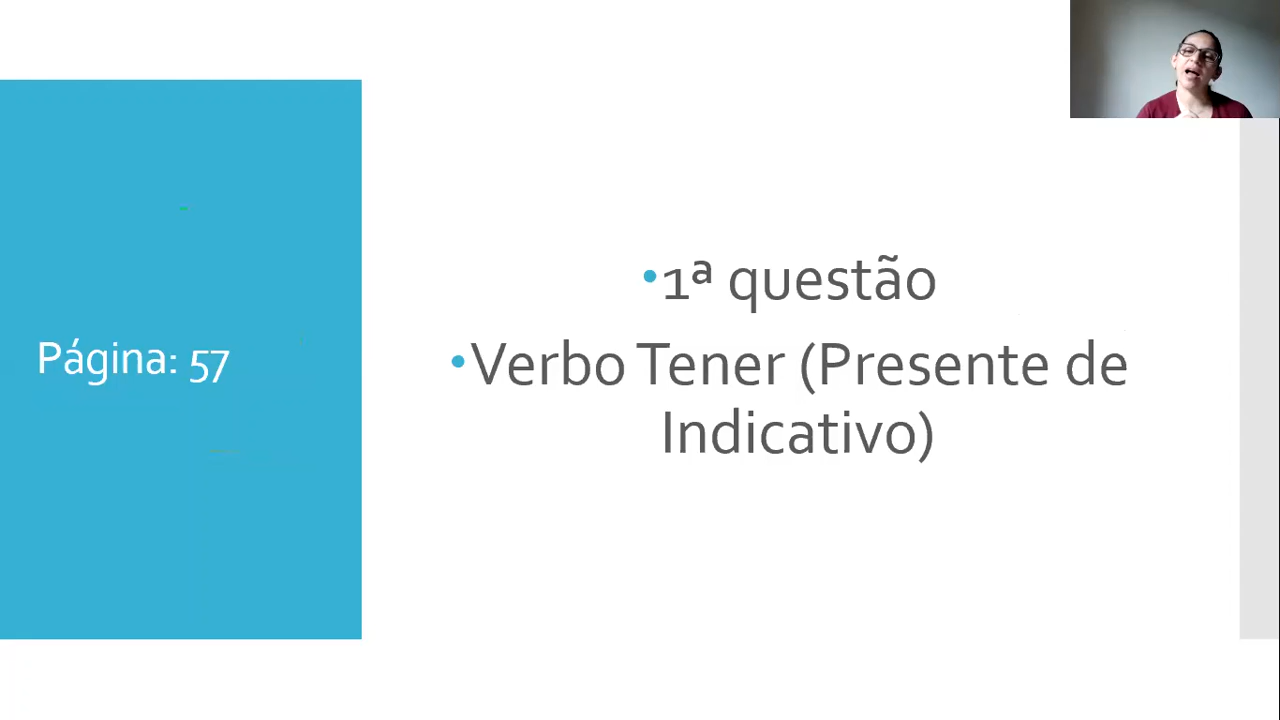 Página: 57
•1ª questão
•Verbo Tener (Presente de
Indicativo)